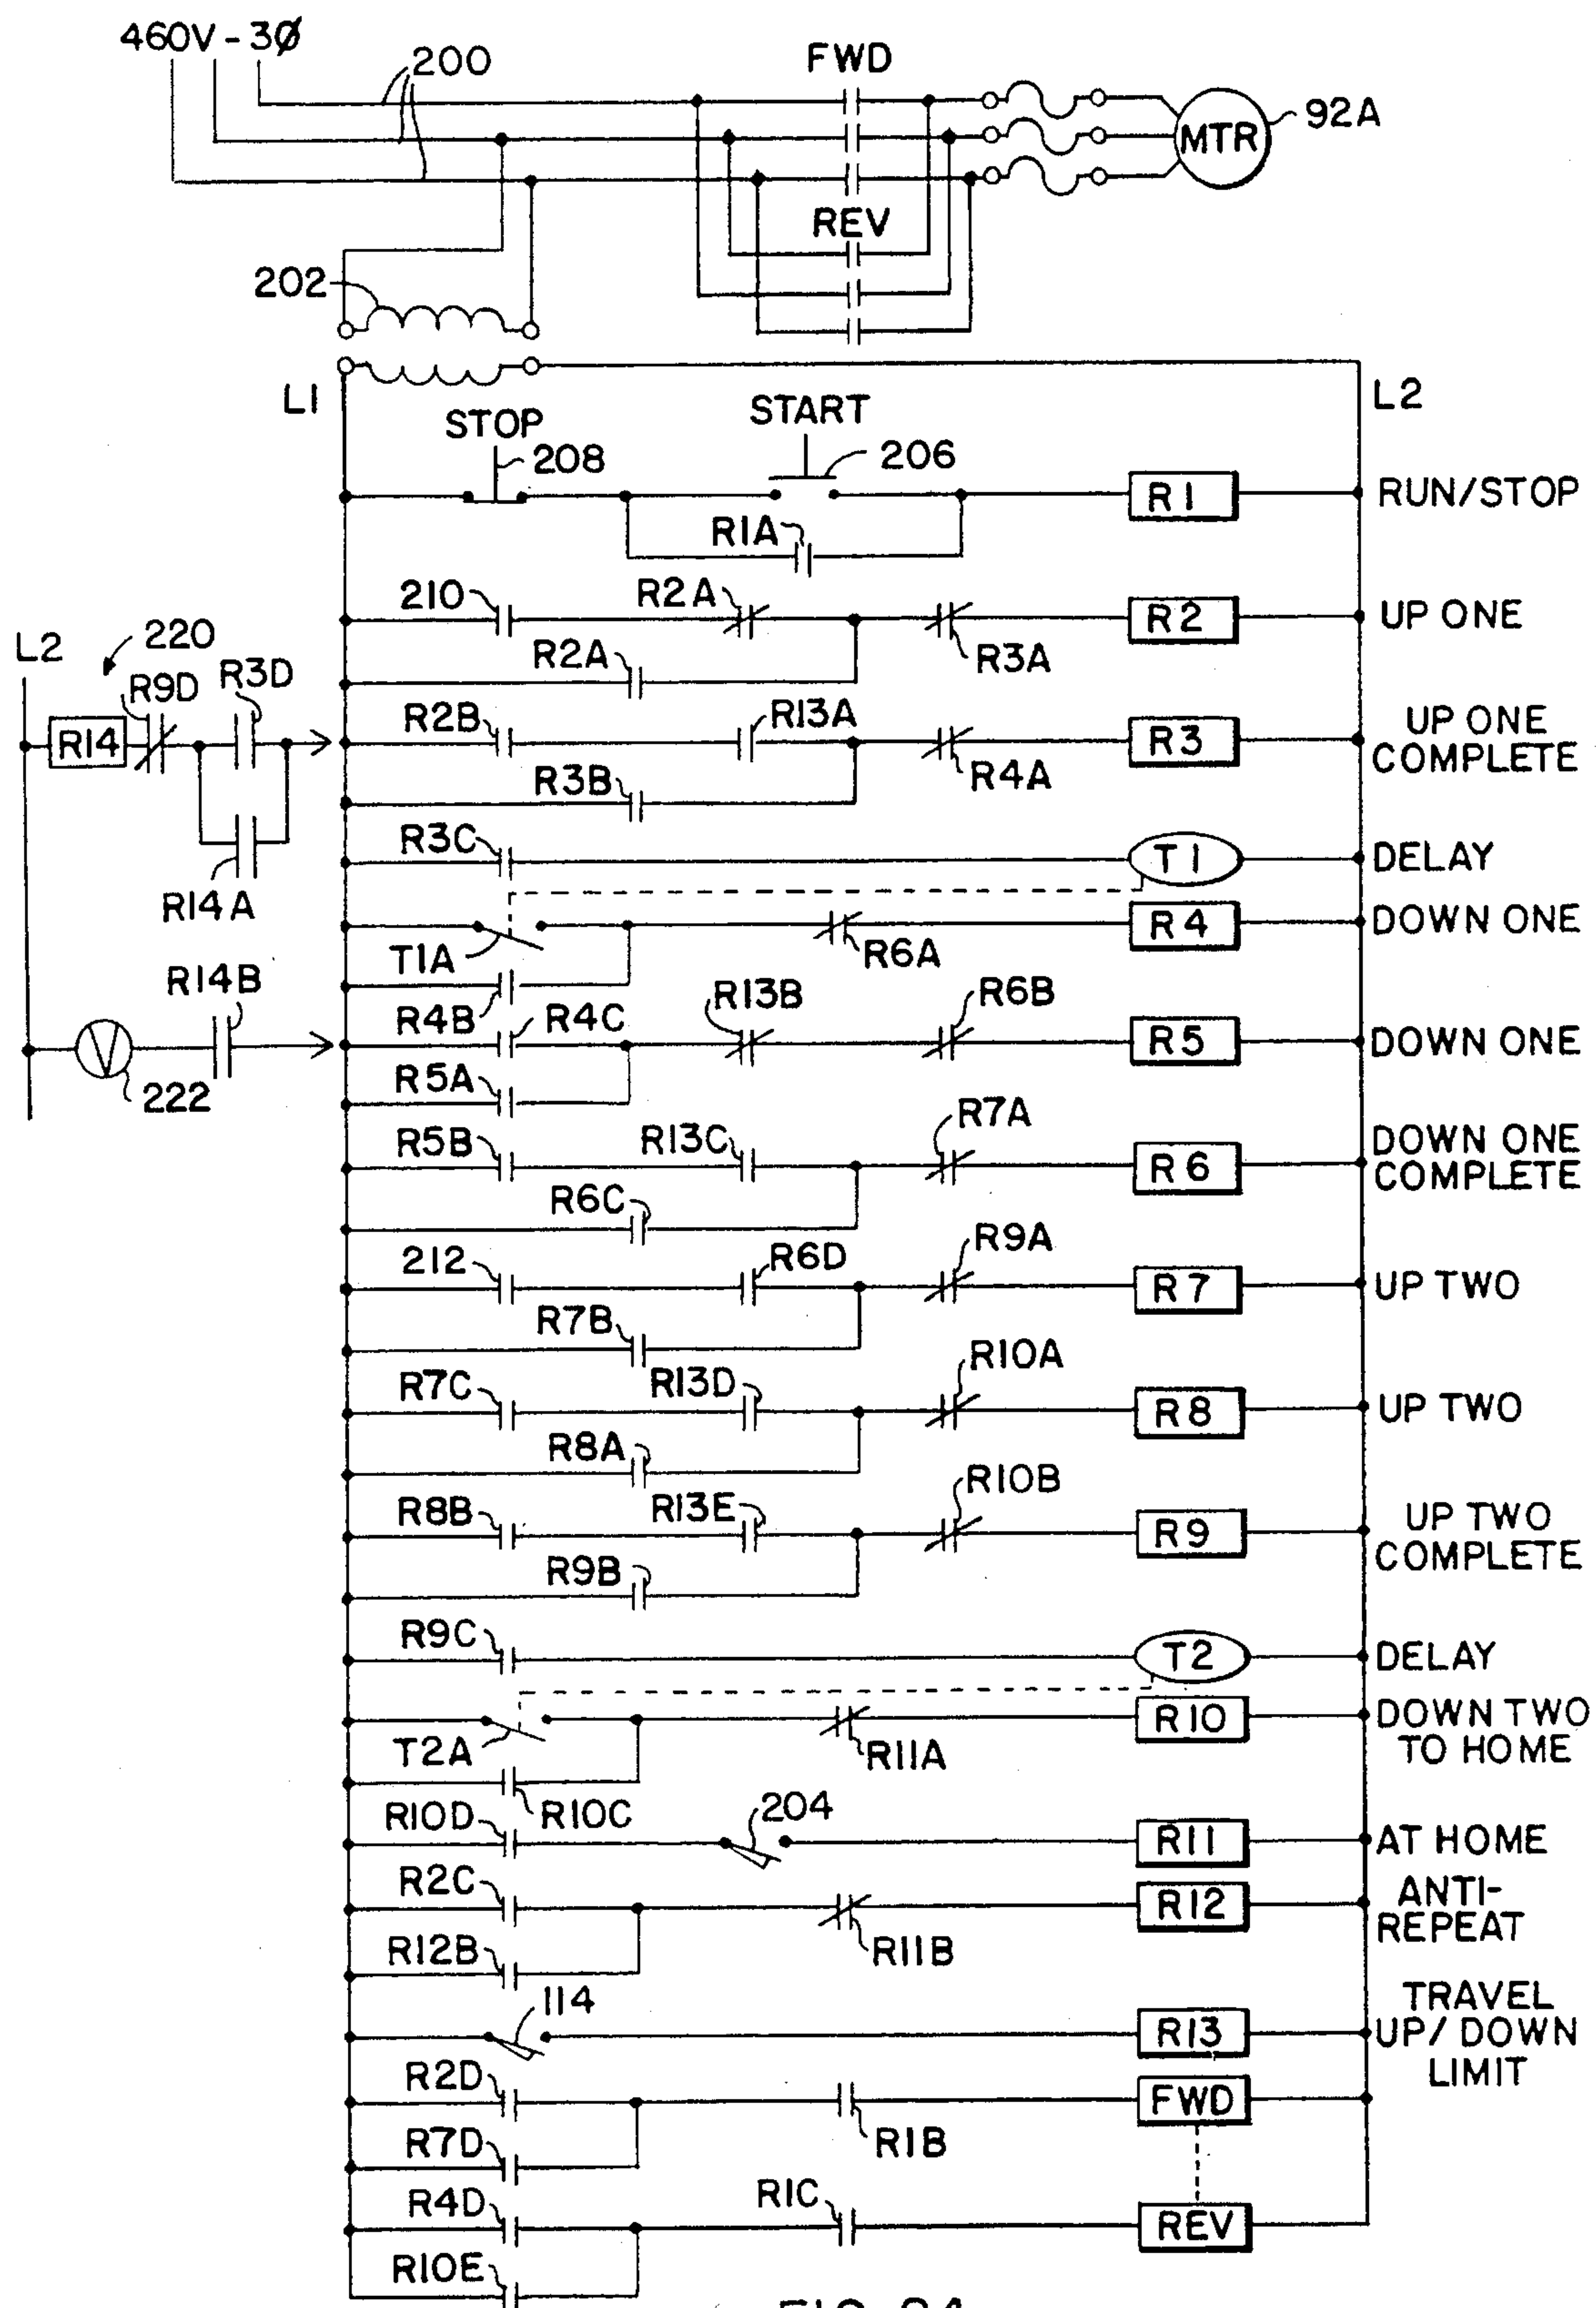 460V - 3Ø
200
FWD
MTR
92A
REV
202
L1
L2
STOP
START
208
206
R1
RUN/STOP
R1A
210
R2A
R2
UP ONE
R2A
R3A
L2
220
R9D
R3D
R14
R14A
R2B
R13A
R3
UP ONE
COMPLETE
R3B
R4A
R3C
T1
DELAY
T1A
R6A
R4
DOWN ONE
R14B
V
222
R4B
R4C
R13B
R6B
R5
DOWN ONE
R5A
R5B
R13C
R7A
R6
DOWN ONE
COMPLETE
R6C
212
R6D
R9A
R7
UP TWO
R7B
R7C
R13D
R10A
R8
UP TWO
R8A
R8B
R13E
R10B
R9
UP TWO
COMPLETE
R9B
R9C
T2
DELAY
T2A
R11A
R10
DOWN TWO
TO HOME
R10C
R10D
204
R11
AT HOME
R2C
R11B
R12
ANTI-
REPEAT
R12B
114
R13
TRAVEL
UP/DOWN
LIMIT
R2D
R1B
FWD
R7D
R4D
R1C
REV
R10E